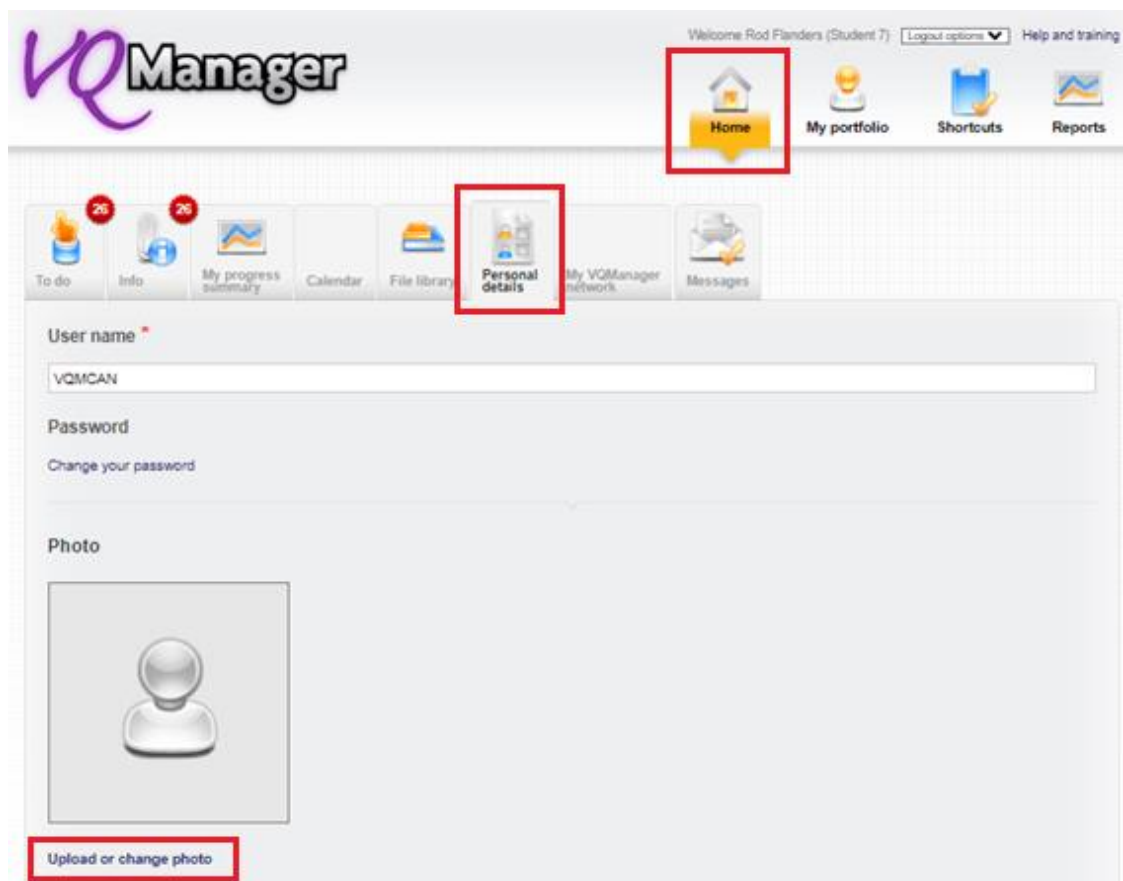 VQManager
Welcome Rod Flanders (Student 7) Logout options Help and training
Home My portfolio Shortcuts Reports
26 26
To do Info My progress summary Calendar File library Personal details My VQManager network Messages
User name *
VQMCAN
Password
Change your password
Photo
Upload or change photo